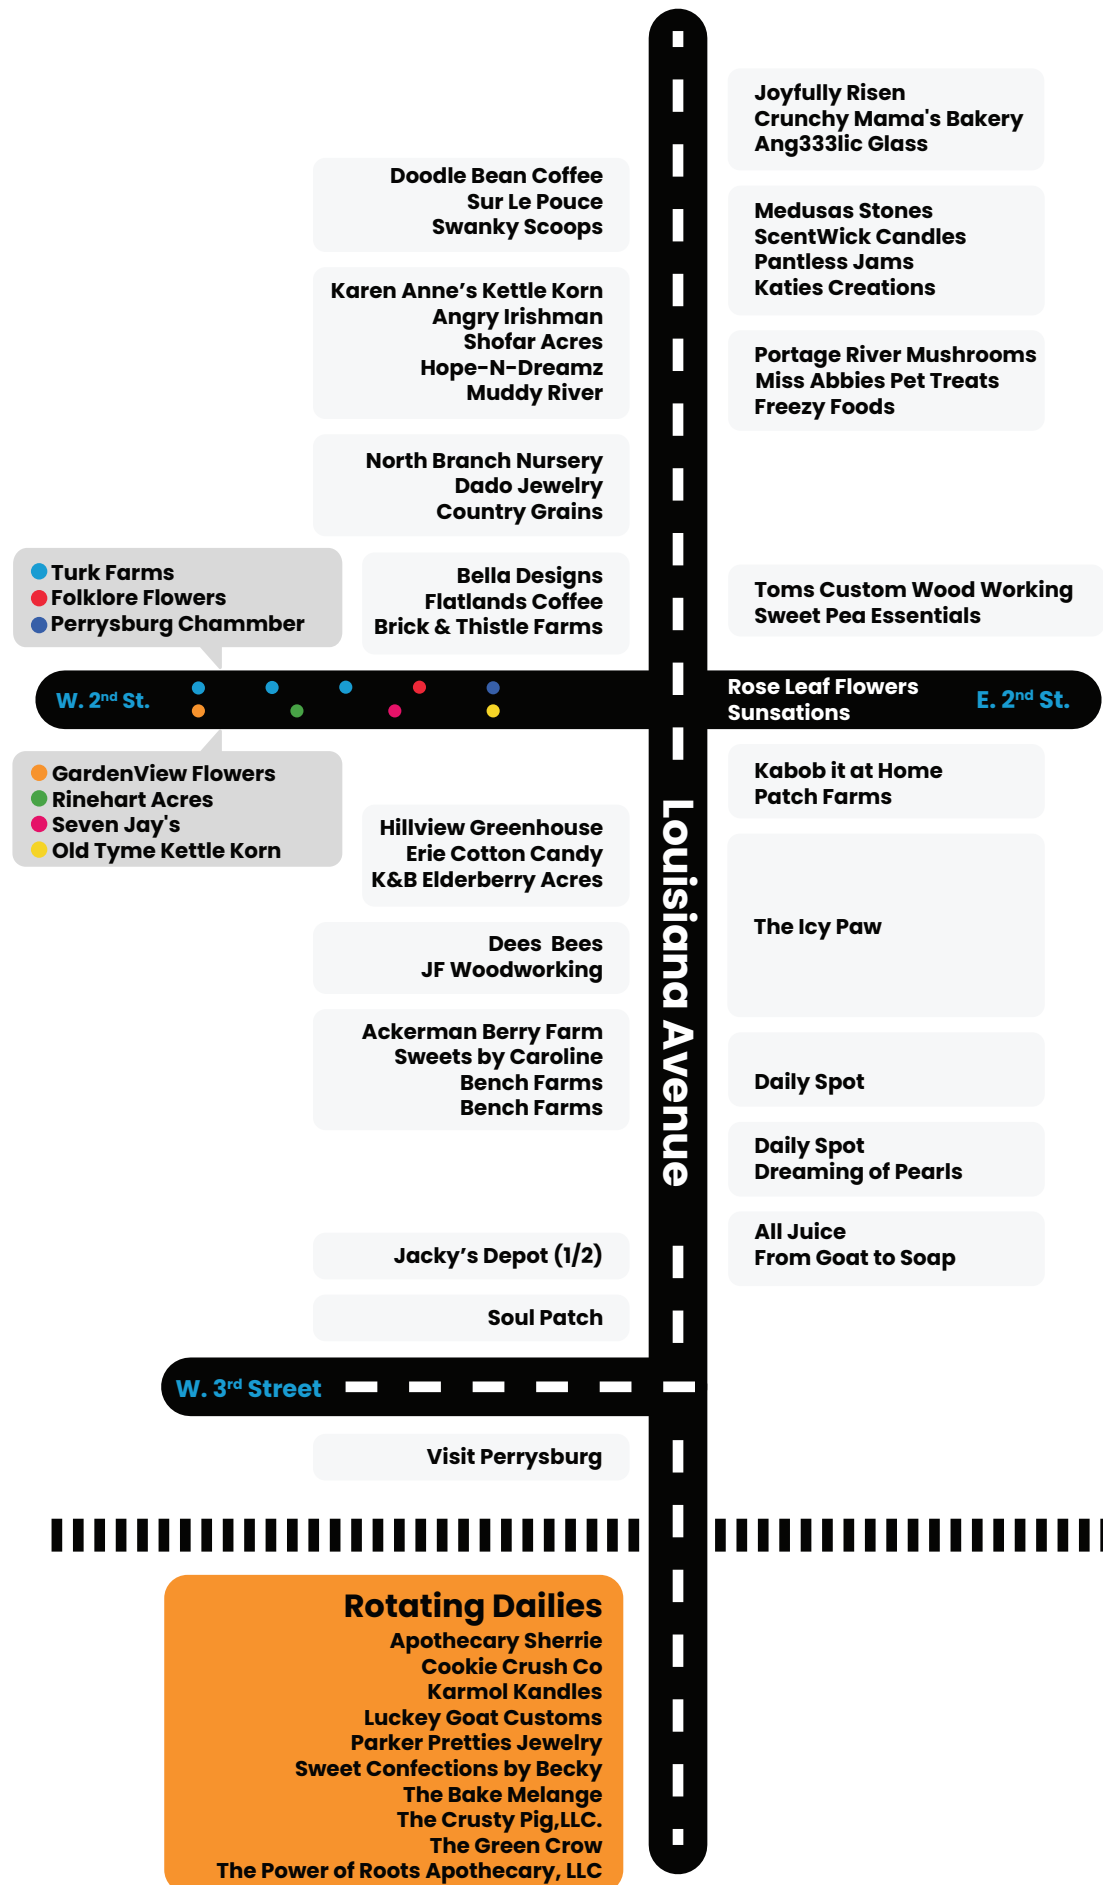 Joyfully Risen
Crunchy Mama's Bakery
Ang333lic Glass
Doodle Bean Coffee
Sur Le Pouce
Swanky Scoops
Medusas Stones
ScentWick Candles
Pantless Jams
Katies Creations
Karen Anne’s Kettle Korn
Angry Irishman
Shofar Acres
Hope-N-Dreamz
Muddy River
Portage River Mushrooms
Miss Abbies Pet Treats
Freezy Foods
North Branch Nursery
Dado Jewelry
Country Grains
Turk Farms
Folklore Flowers
Perrysburg Chammber
Bella Designs
Flatlands Coffee
Brick & Thistle Farms
Toms Custom Wood Working
Sweet Pea Essentials
W. 2nd St.
Rose Leaf Flowers
Sunsations
E. 2nd St.
GardenView Flowers
Rinehart Acres
Seven Jay's
Old Tyme Kettle Korn
Kabob it at Home
Patch Farms
Louisiana Avenue
Hillview Greenhouse
Erie Cotton Candy
K&B Elderberry Acres
The Icy Paw
Dees  Bees
JF Woodworking
Ackerman Berry Farm
Sweets by Caroline
Bench Farms
Bench Farms
Daily Spot
Daily Spot
Dreaming of Pearls
All Juice
From Goat to Soap
Jacky’s Depot (1/2)
Soul Patch
W. 3rd Street
Visit Perrysburg
Rotating Dailies
Apothecary Sherrie
Cookie Crush Co
Karmol Kandles
Luckey Goat Customs
Parker Pretties Jewelry
Sweet Confections by Becky
The Bake Melange
The Crusty Pig,LLC.
The Green Crow
The Power of Roots Apothecary, LLC